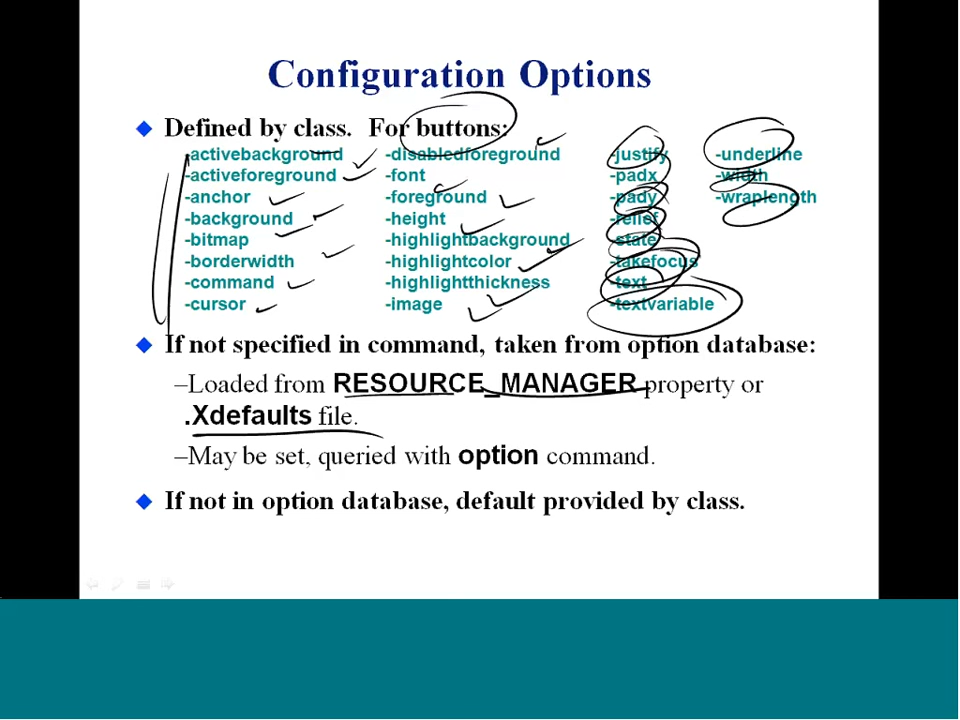 Configuration Options
Defined by class. For buttons:
-activebackground -disabledforeground -justify -underline
-activeforeground -font -padx -width
-anchor -foreground -pady -wraplength
-background -height -relief
-bitmap -highlightbackground -state
-borderwidth -highlightcolor -takefocus
-command -highlightthickness -text
-cursor -image -textvariable
If not specified in command, taken from option database:
–Loaded from RESOURCE_MANAGER property or
.Xdefaults file.
–May be set, queried with option command.
If not in option database, default provided by class.